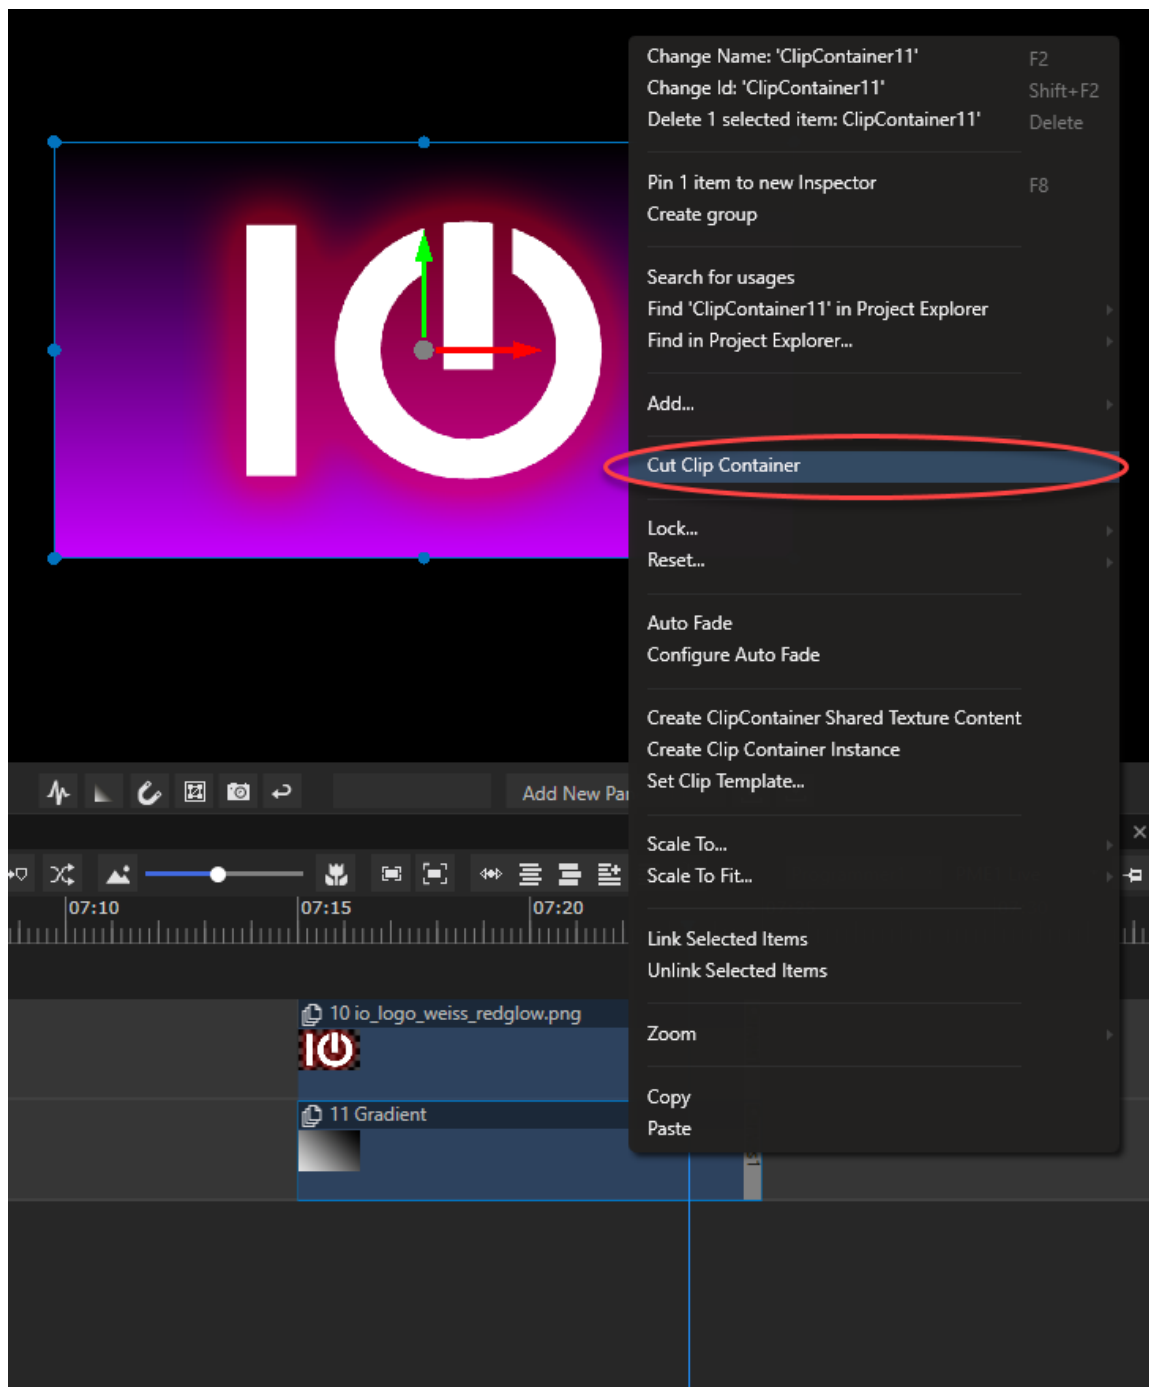 Change Name: 'ClipContainer11' F2
Change Id: 'ClipContainer11' Shift+F2
Delete 1 selected item: ClipContainer11' Delete
Pin 1 item to new Inspector F8
Create group
Search for usages
Find 'ClipContainer11' in Project Explorer
Find in Project Explorer...
Add...
Cut Clip Container
Lock...
Reset...
Auto Fade
Configure Auto Fade
Create ClipContainer Shared Texture Content
Create Clip Container Instance
Set Clip Template...
Scale To...
Scale To Fit...
Link Selected Items
Unlink Selected Items
Zoom
Copy
Paste
IO
Add New Par
07:10 07:15 07:20
10 io_logo_weiss_redglow.png
IO
11 Gradient